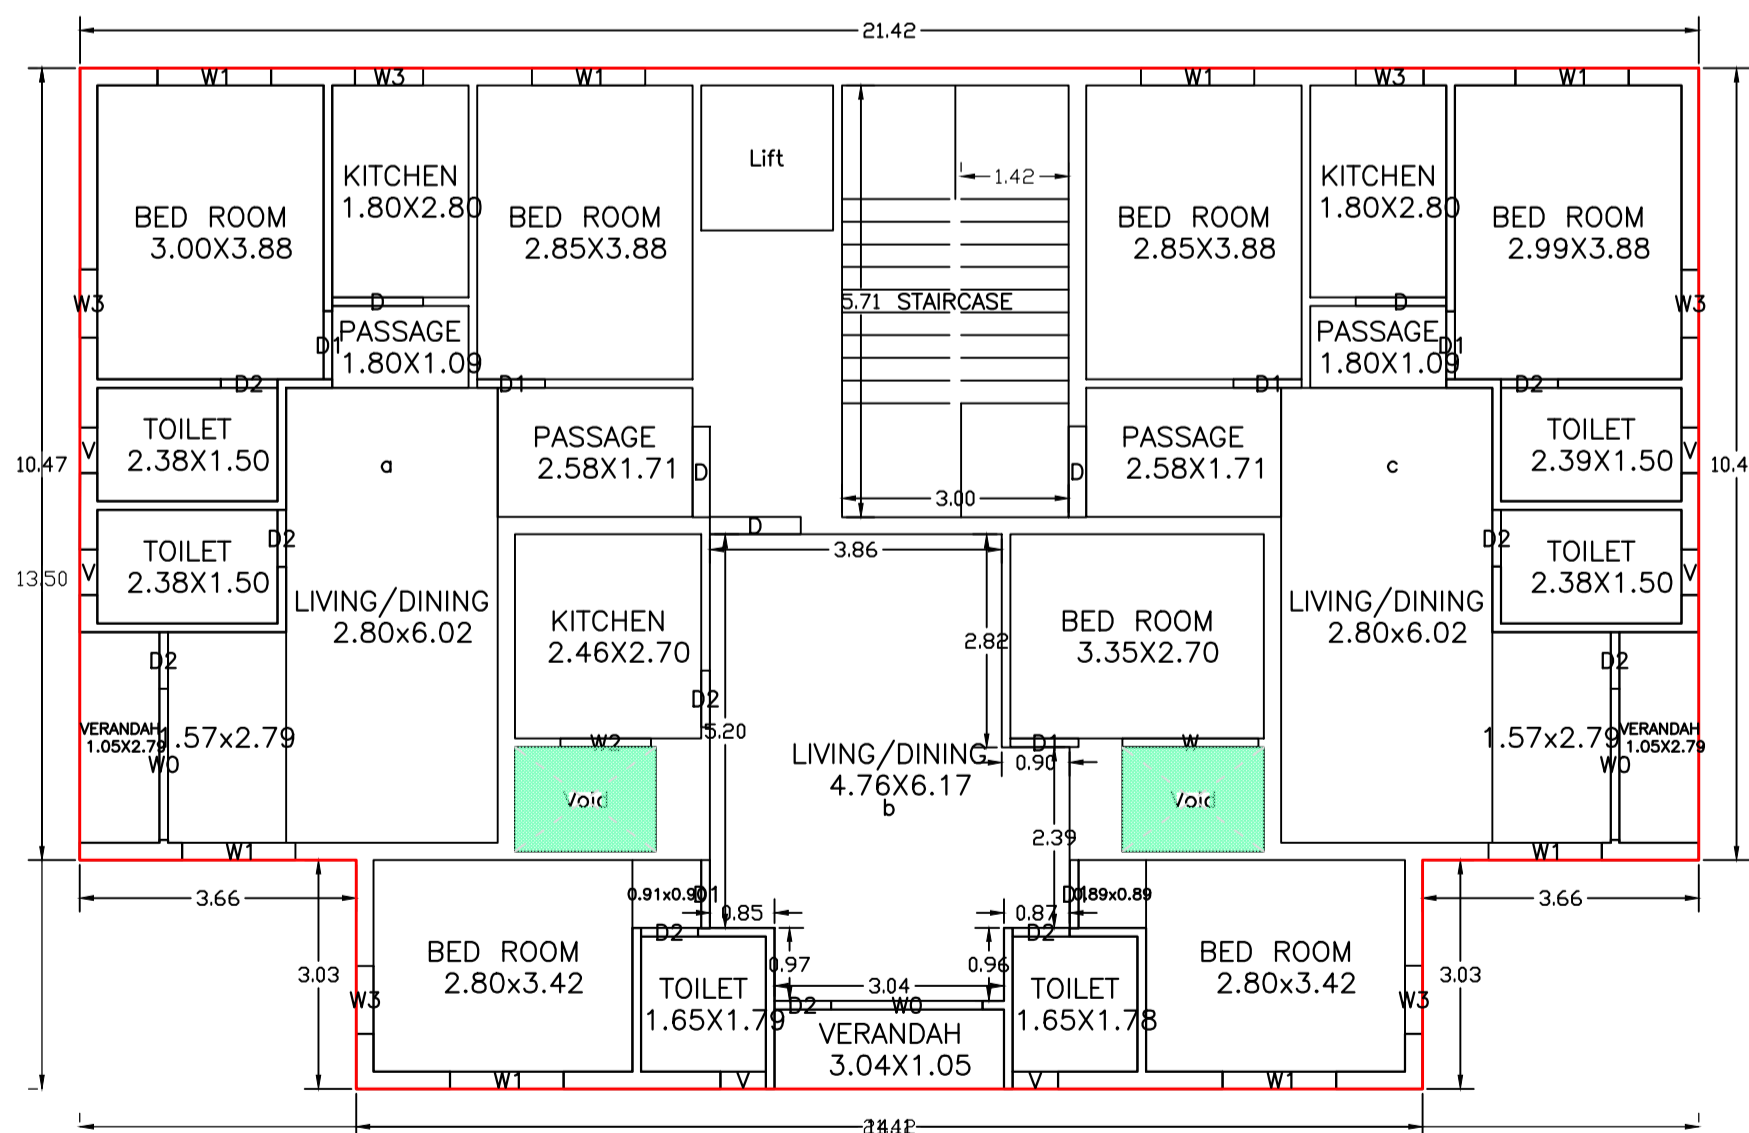 21.42
W1
W3
W1
W1
W3
W1
BED ROOM
3.00X3.88
KITCHEN
1.80X2.80
BED ROOM
2.85X3.88
Lift
1.42
BED ROOM
2.85X3.88
KITCHEN
1.80X2.80
BED ROOM
2.99X3.88
W3
D
5.71 STAIRCASE
D
W3
D1
PASSAGE
1.80X1.09
PASSAGE
1.80X1.09
D1
D2
D1
D1
D2
TOILET
2.38X1.50
V
a
PASSAGE
2.58X1.71
D
D
PASSAGE
2.58X1.71
c
TOILET
2.39X1.50
V
10.47
10.4
3.00
D
3.86
D2
D2
TOILET
2.38X1.50
V
TOILET
2.38X1.50
V
13.50
LIVING/DINING
2.80x6.02
KITCHEN
2.46X2.70
2.82
BED ROOM
3.35X2.70
LIVING/DINING
2.80x6.02
D2
D2
D2
VERANDAH
1.05X2.79
1.57x2.79
W0
5.20
1.57x2.79
VERANDAH
1.05X2.79
W0
W2
D1
W
LIVING/DINING
4.76X6.17
b
0.90
Void
Void
2.39
W1
W1
3.66
0.91x0.90
D1
0.85
0.87
D1
0.89x0.89
3.66
D2
D2
BED ROOM
2.80x3.42
3.03
0.97
0.96
BED ROOM
2.80x3.42
3.03
W3
TOILET
1.65X1.79
3.04
D2
W0
TOILET
1.65X1.78
W3
VERANDAH
3.04X1.05
W1
V
V
W1